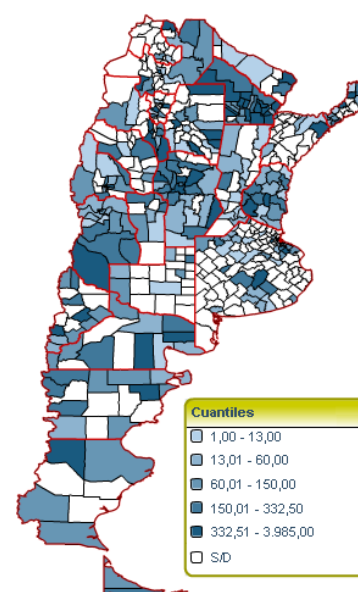 Cuantiles
1,00 - 13,00
13,01 - 60,00
60,01 - 150,00
150,01 - 332,50
332,51 - 3.985,00
S/D